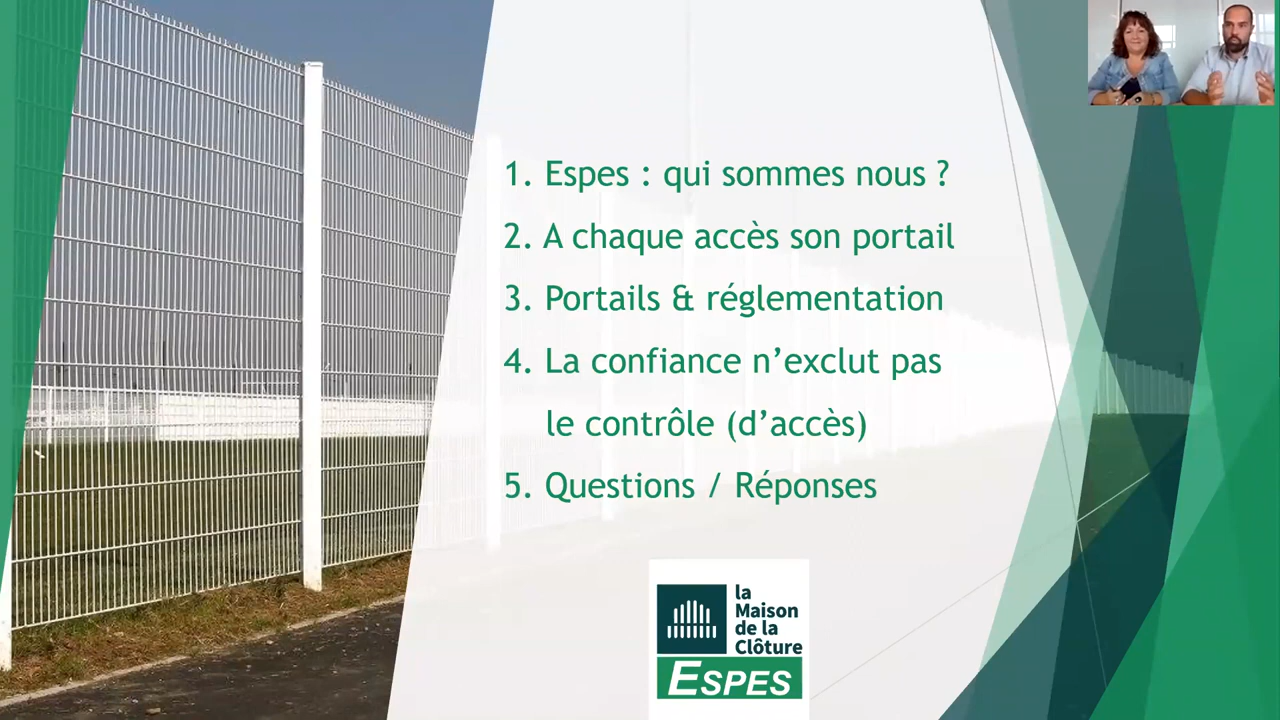 1. Espes : qui sommes nous ?
2. A chaque accès son portail
3. Portails & réglementation
4. La confiance n’exclut pas
le contrôle (d’accès)
5. Questions / Réponses
la
Maison
de la
Clôture
ESPES